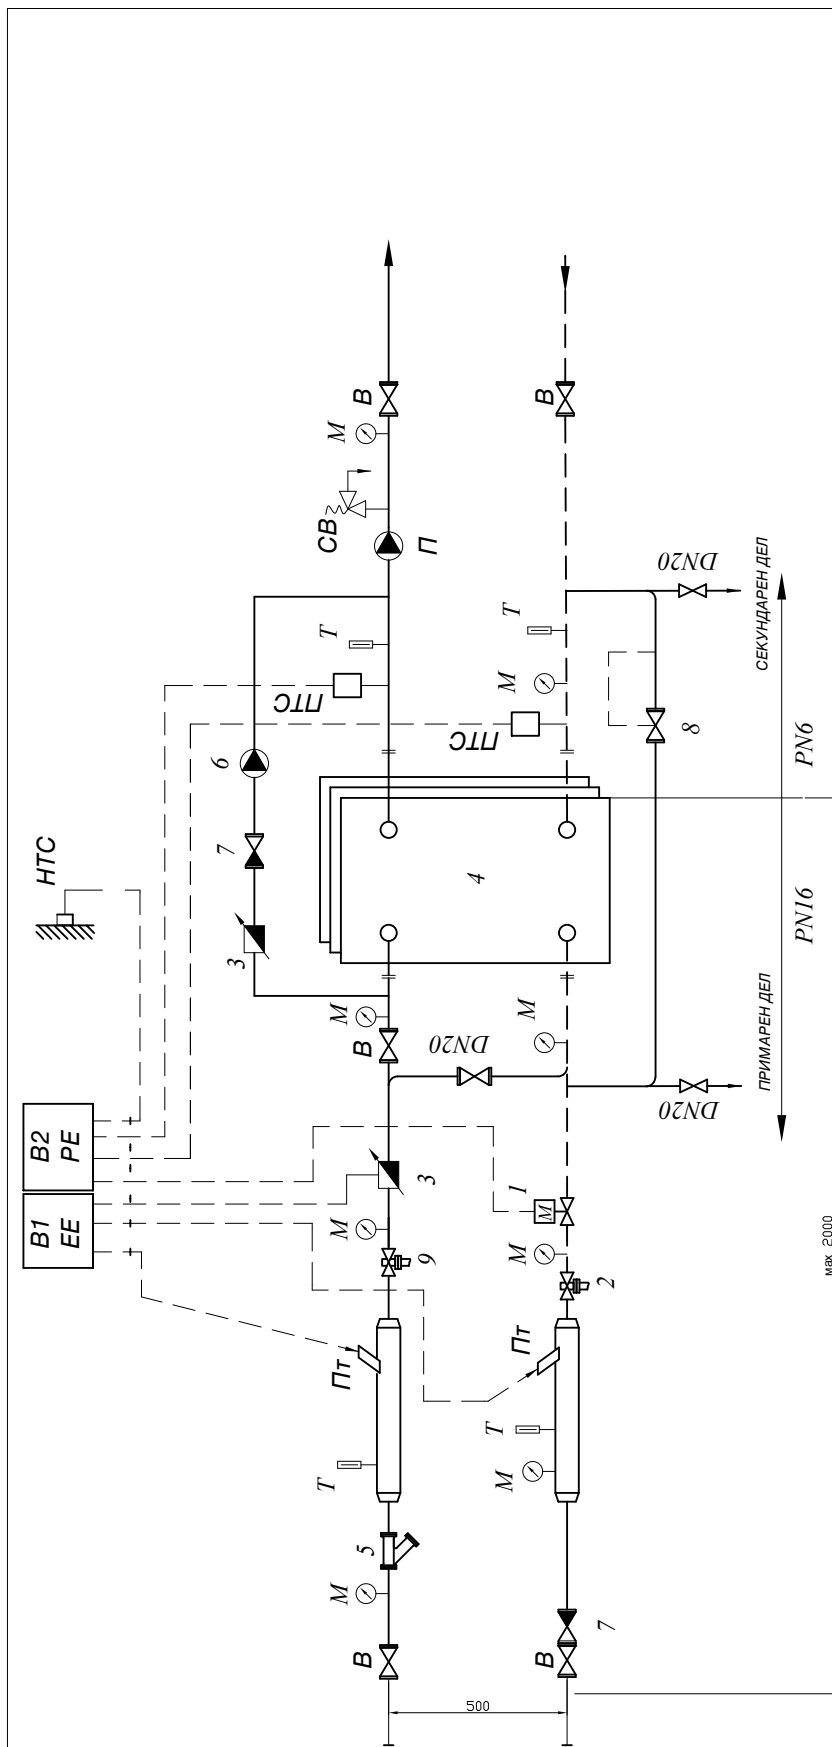 В1
ЕЕ
В2
РЕ
НТС
3
7
6
ПТС
М
Т
Пт
М
М
Т
СВ
М
В
5
9
3
В
П
В
500
DN20
4
ПТС
М
Т
Пт
М
1
М
М
М
Т
В
В
7
2
8
DN20
DN20
ПРИМАРЕН ДЕЛ
СЕКУНДАРЕН ДЕЛ
PN16
PN6
мах 2000